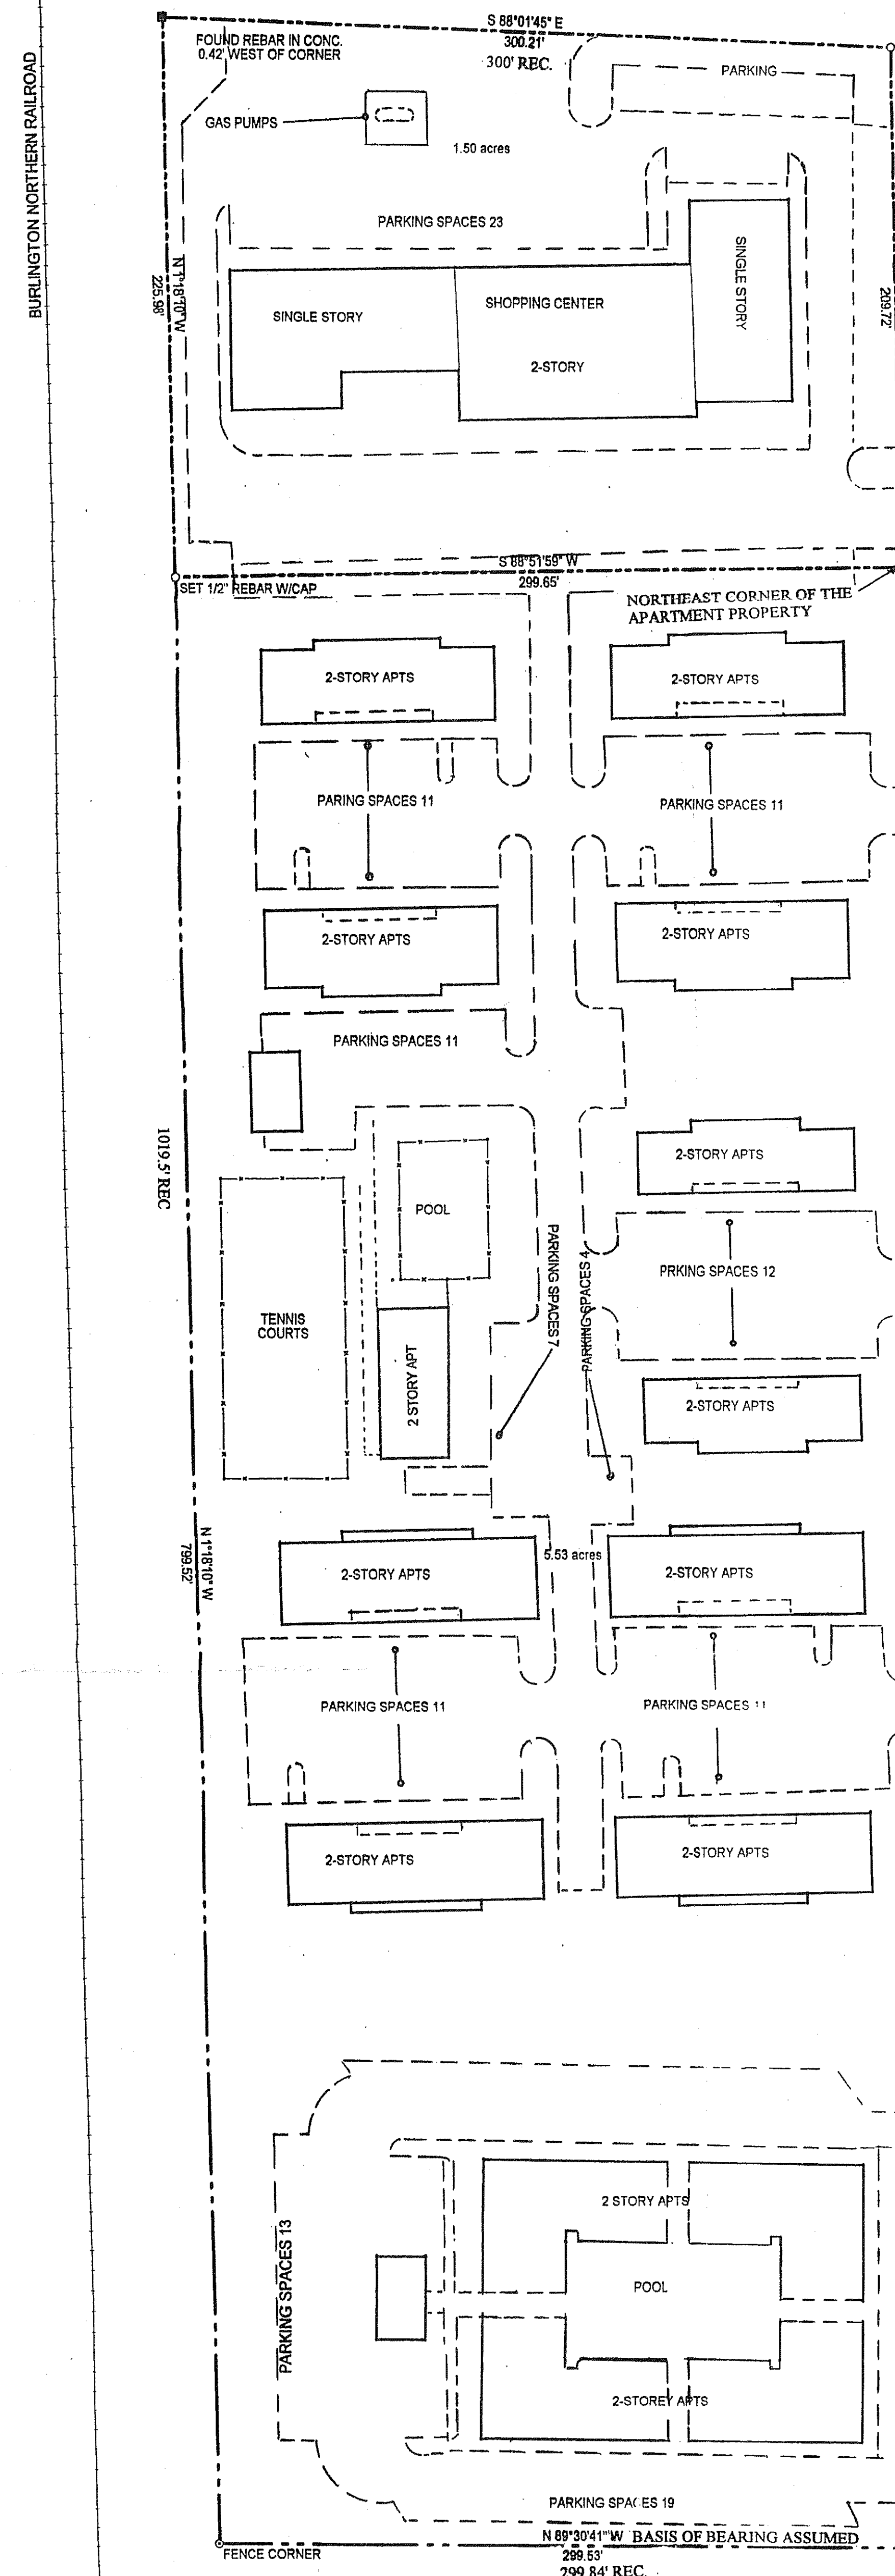 S 88°01'45" E
300.21'
300' REC.
FOUND REBAR IN CONC.
0.42' WEST OF CORNER
PARKING
GAS PUMPS
1.50 acres
PARKING SPACES 23
BURLINGTON NORTHERN RAILROAD
N 1°18'10" W
225.98'
SINGLE STORY
SHOPPING CENTER
2-STORY
SINGLE STORY
209.72'
S 88°51'59" W
299.65'
SET 1/2" REBAR W/CAP
NORTHEAST CORNER OF THE
APARTMENT PROPERTY
2-STORY APTS
2-STORY APTS
PARING SPACES 11
PARKING SPACES 11
2-STORY APTS
2-STORY APTS
PARKING SPACES 11
1019.5' REC
2-STORY APTS
POOL
PARKING SPACES 7
PARKING SPACES 4
PRKING SPACES 12
TENNIS
COURTS
2 STORY APT
2-STORY APTS
N 1°18'10" W
799.52'
5.53 acres
2-STORY APTS
2-STORY APTS
PARKING SPACES 11
PARKING SPACES 11
2-STORY APTS
2-STORY APTS
2 STORY APTS
PARKING SPACES 13
POOL
2-STOREY APTS
PARKING SPACES 19
N 89°30'41" W BASIS OF BEARING ASSUMED
FENCE CORNER
299.53'
299.84' REC.